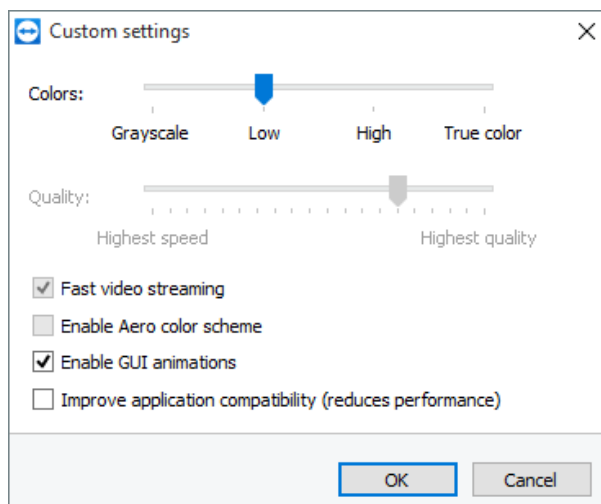 Custom settings
Colors:
Grayscale Low High True color
Quality:
Highest speed Highest quality
Fast video streaming
Enable Aero color scheme
Enable GUI animations
Improve application compatibility (reduces performance)
OK Cancel